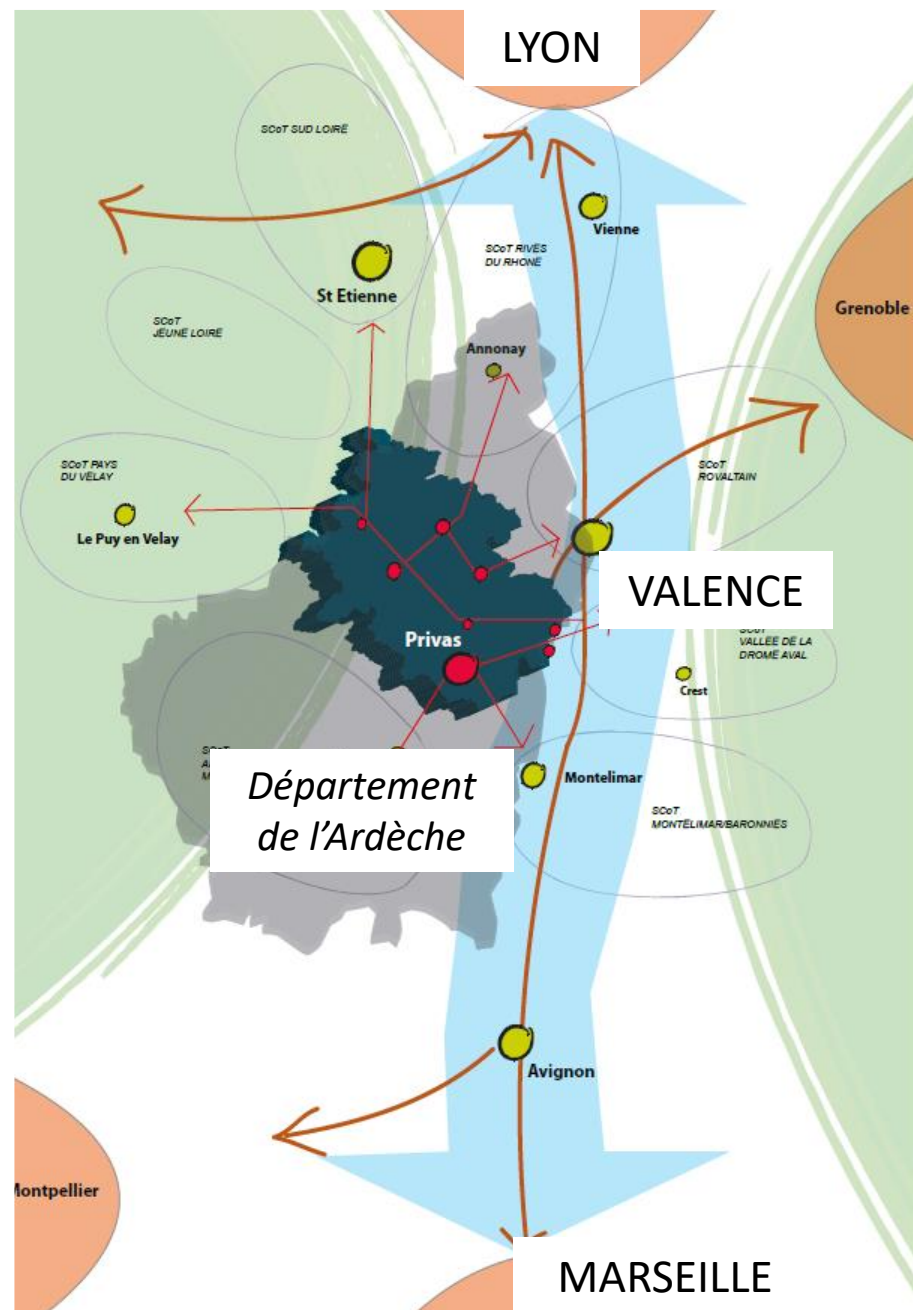 LYON
SCoT SUD LOIRE
Vienne
SCoT RIVES
DU RHONE
St Etienne
Grenoble
SCoT
JEUNE LOIRE
Annonay
SCoT PAYS
DU VELAY
SCoT
ROVALTAIN
Le Puy en Velay
VALENCE
Privas
SCOT
VALLEE DE LA
DROME AVAL
Crest
Département
de l’Ardèche
Montelimar
SCoT
MONTELIMAR/BARONNIES
Avignon
Montpellier
MARSEILLE